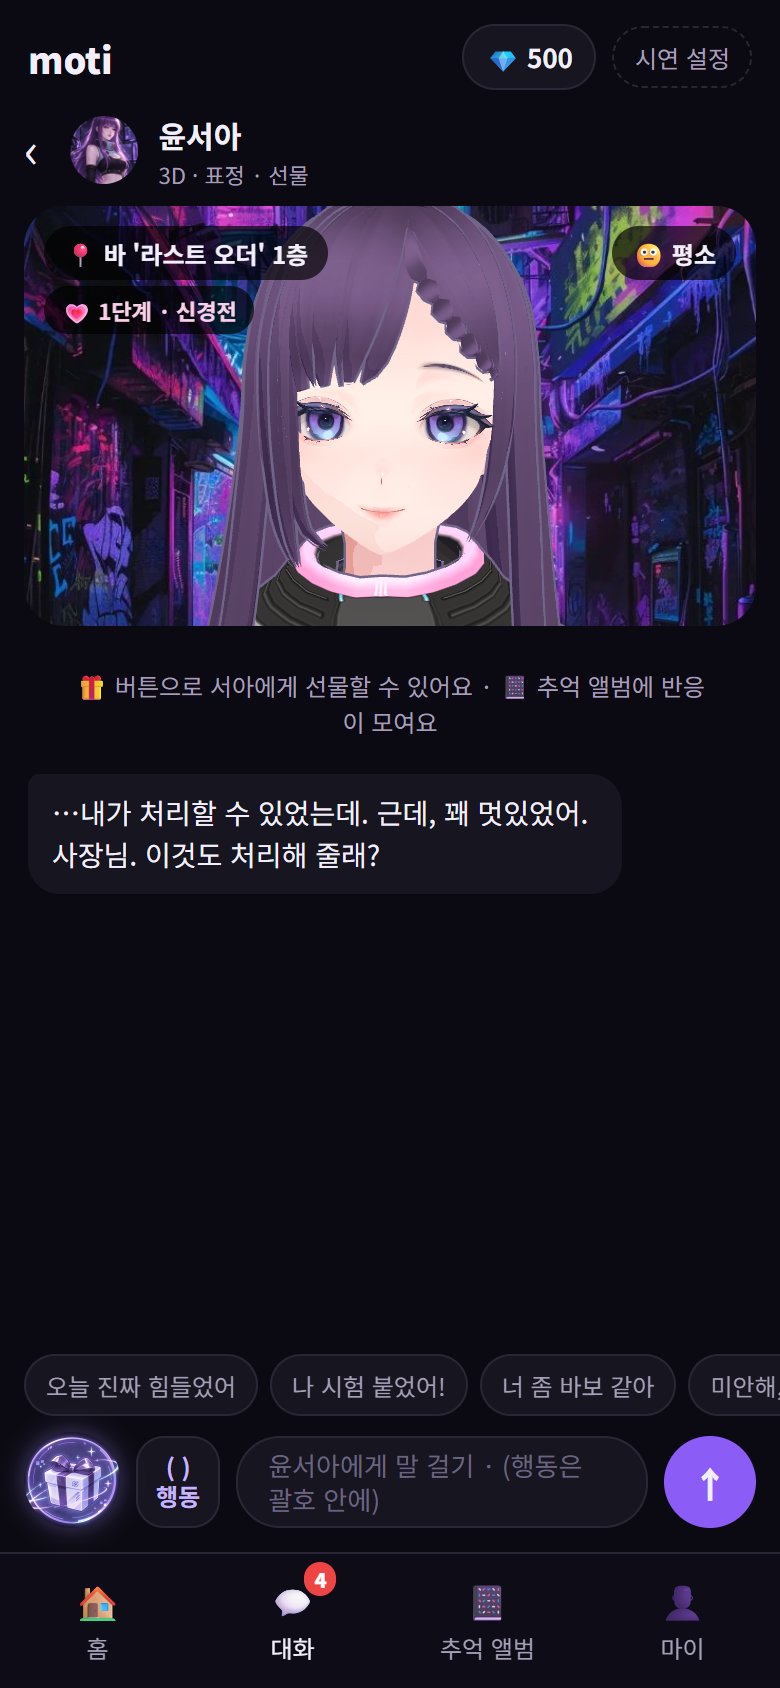 moti
💎 500
시연 설정
‹
윤서아
3D · 표정 · 선물
📍 바 '라스트 오더' 1층
😐 평소
💗 1단계 · 신경전
🎁 버튼으로 서아에게 선물할 수 있어요 · 🎴 추억 앨범에 반응
이 모여요
…내가 처리할 수 있었는데. 근데, 꽤 멋있었어.
사장님. 이것도 처리해 줄래?
오늘 진짜 힘들었어
나 시험 붙었어!
너 좀 바보 같아
미안해,
( )
행동
윤서아에게 말 걸기 · (행동은
괄호 안에)
↑
4
홈
대화
추억 앨범
마이